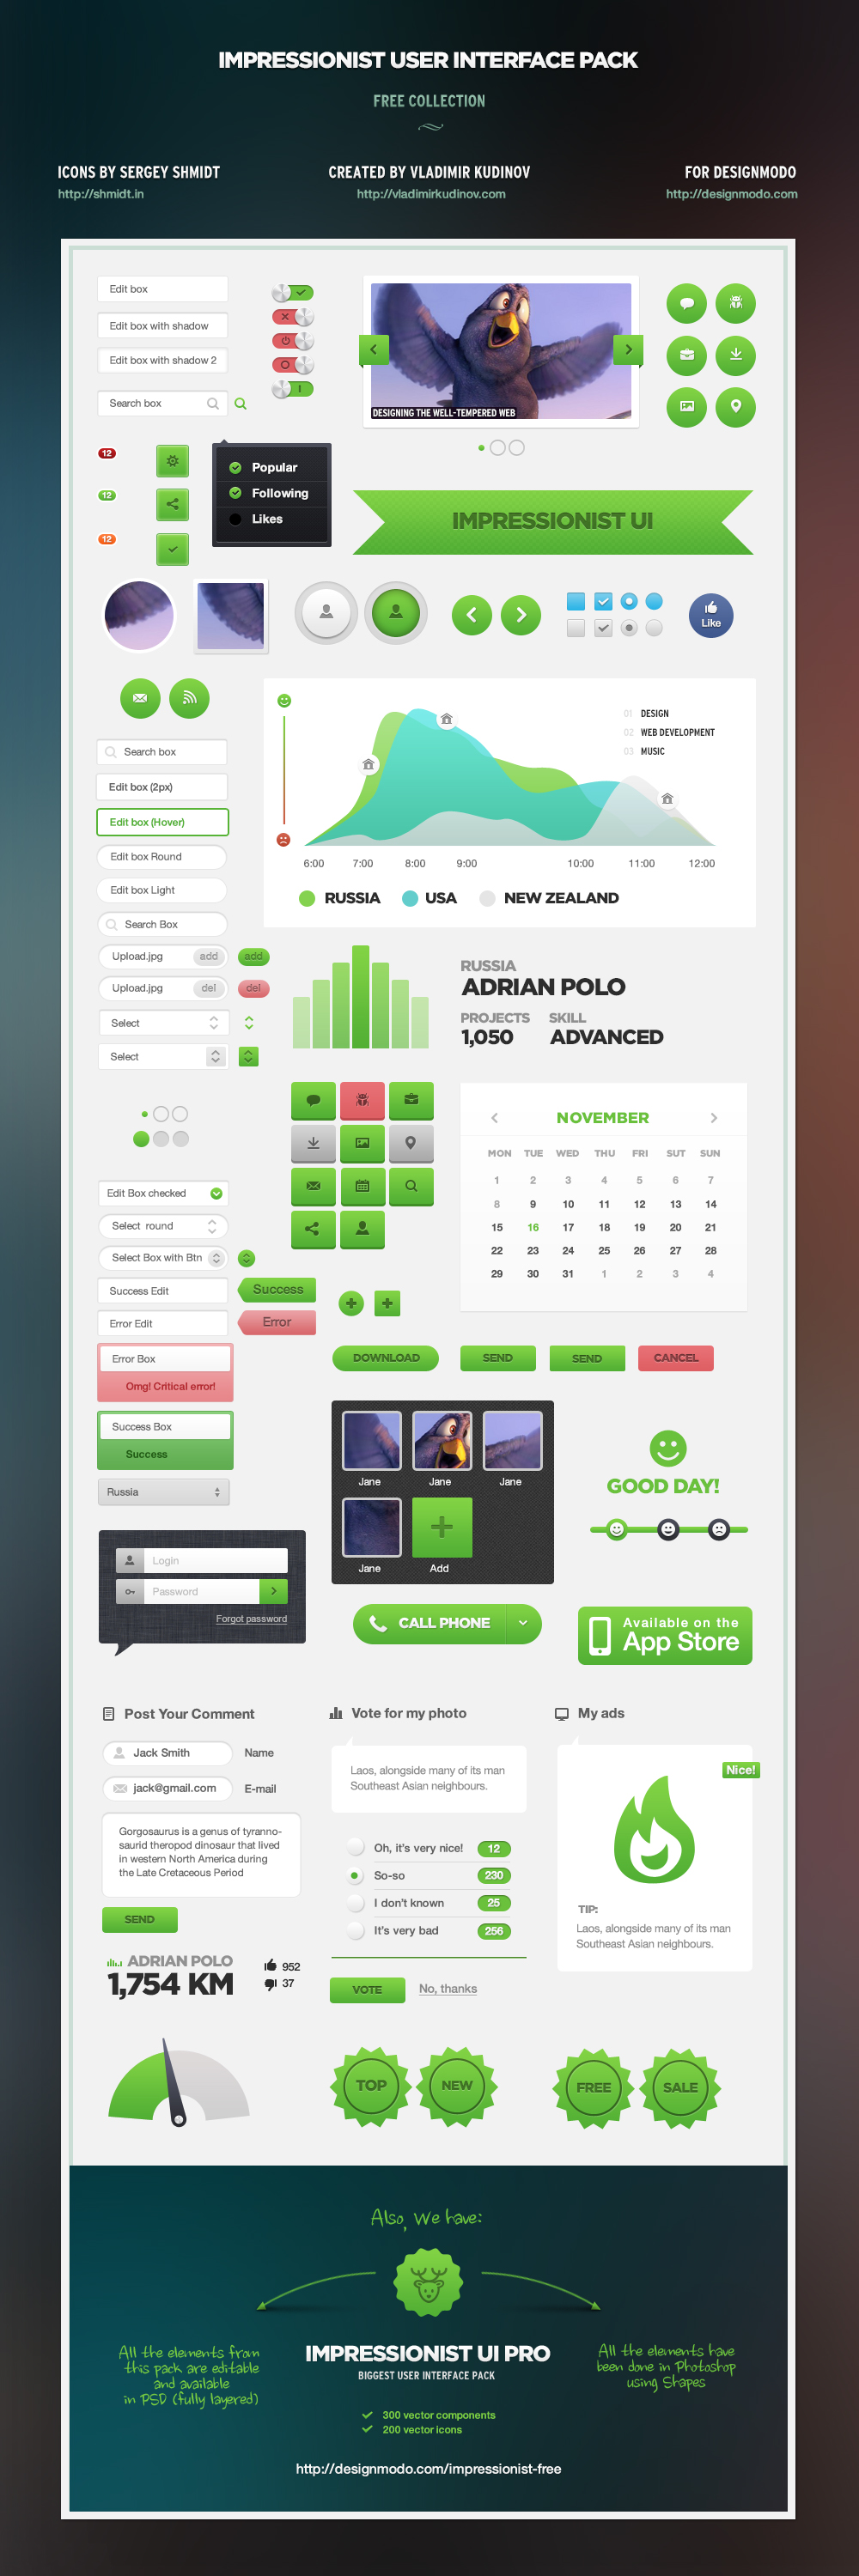 IMPRESSIONIST USER INTERFACE PACK
FREE COLLECTION
ICONS BY SERGEY SHMIDT
http://shmidt.in
CREATED BY VLADIMIR KUDINOV
http://vladimirkudinov.com
FOR DESIGNMODO
http://designmodo.com
Edit box
Edit box with shadow
Edit box with shadow 2
Search box
DESIGNING THE WELL-TEMPERED WEB
12
12
12
Popular
Following
Likes
IMPRESSIONIST UI
Like
Search box
Edit box (2px)
Edit box (Hover)
Edit box Round
Edit box Light
Search Box
Upload.jpg add add
Upload.jpg del del
Select
Select
01 DESIGN
02 WEB DEVELOPMENT
03 MUSIC
6:00 7:00 8:00 9:00 10:00 11:00 12:00
RUSSIA USA NEW ZEALAND
RUSSIA
ADRIAN POLO
PROJECTS SKILL
1,050 ADVANCED
NOVEMBER
MON TUE WED THU FRI SUT SUN
1 2 3 4 5 6 7
8 9 10 11 12 13 14
15 16 17 18 19 20 21
22 23 24 25 26 27 28
29 30 31 1 2 3 4
Edit Box checked
Select round
Select Box with Btn
Success Edit Success
Error Edit Error
Error Box
Omg! Critical error!
Success Box
Success
Russia
DOWNLOAD SEND SEND CANCEL
Jane Jane Jane
Jane Add
GOOD DAY!
Login
Password
Forgot password
CALL PHONE
Available on the
App Store
Post Your Comment
Jack Smith Name
jack@gmail.com E-mail
Gorgosaurus is a genus of tyranno-
saurid theropod dinosaur that lived
in western North America during
the Late Cretaceous Period
SEND
Vote for my photo
Laos, alongside many of its man
Southeast Asian neighbours.
Oh, it's very nice! 12
So-so 230
I don't known 25
It's very bad 256
VOTE No, thanks
My ads
Nice!
TIP:
Laos, alongside many of its man
Southeast Asian neighbours.
ADRIAN POLO
1,754 KM
952
37
TOP NEW FREE SALE
Also, We have:
All the elements from
this pack are editable
and available
in PSD (fully layered)
IMPRESSIONIST UI PRO
BIGGEST USER INTERFACE PACK
300 vector components
200 vector icons
All the elements have
been done in Photoshop
using Shapes
http://designmodo.com/impressionist-free